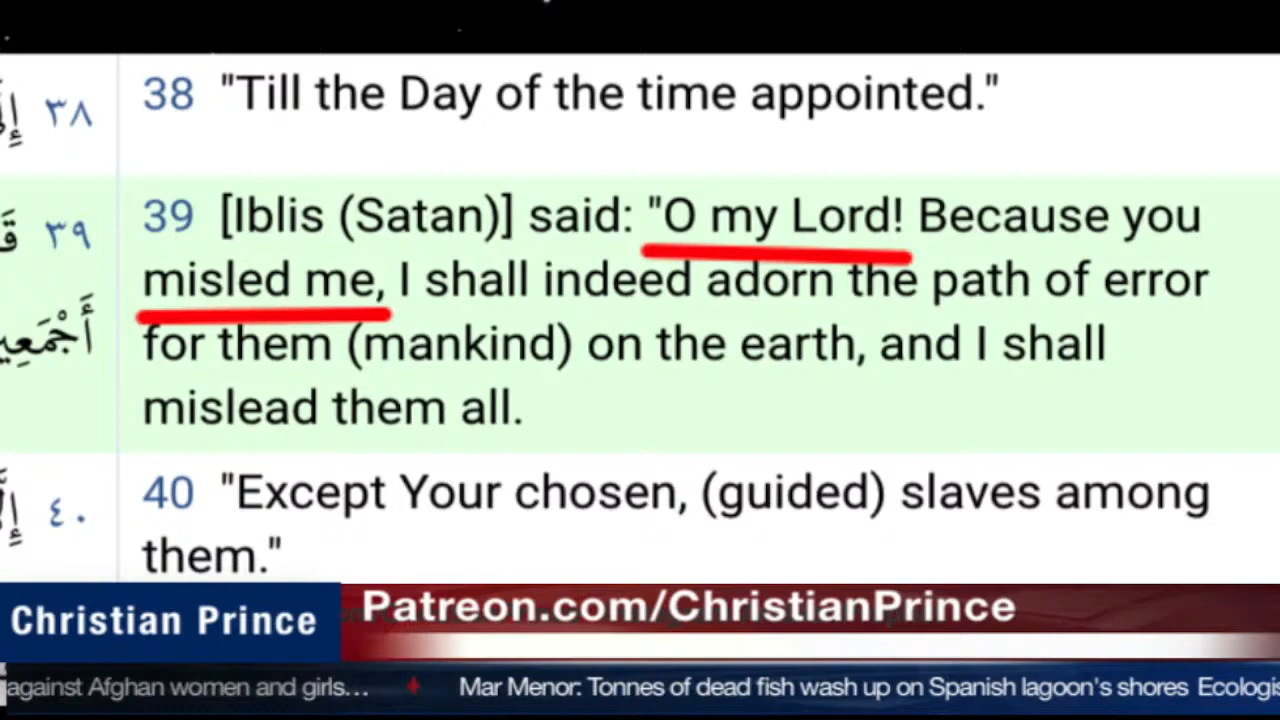 ٣٨ 38 "Till the Day of the time appointed."
٣٩ 39 [Iblis (Satan)] said: "O my Lord! Because you
misled me, I shall indeed adorn the path of error
for them (mankind) on the earth, and I shall
mislead them all.
٤٠ 40 "Except Your chosen, (guided) slaves among
them."
Christian Prince
Patreon.com/ChristianPrince
against Afghan women and girls... Mar Menor: Tonnes of dead fish wash up on Spanish lagoon's shores